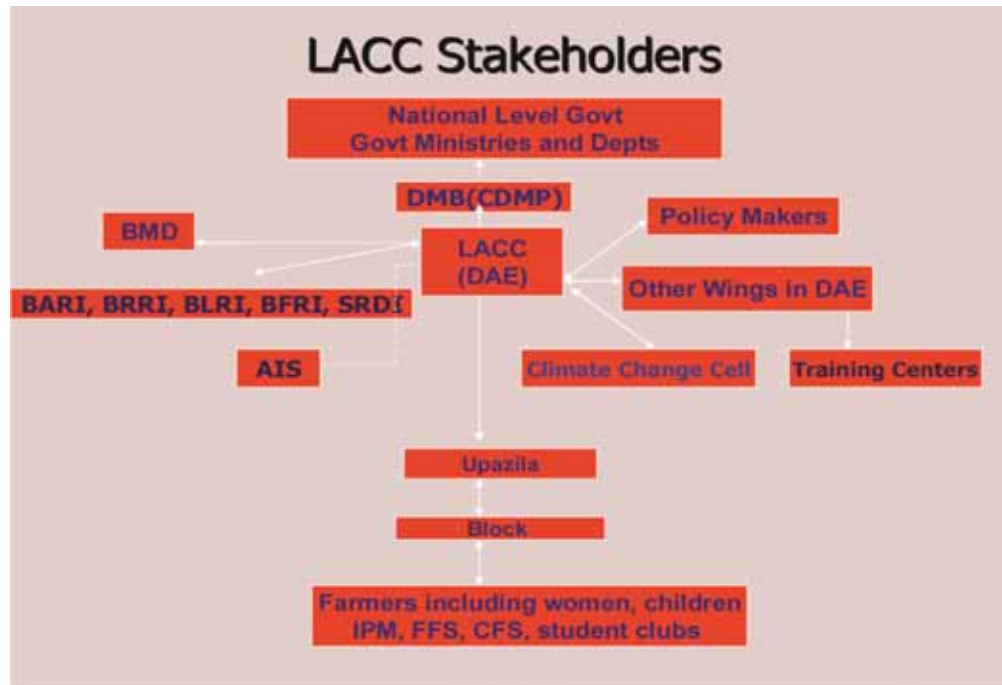 LACC Stakeholders
National Level Govt
Govt Ministries and Depts
DMB(CDMP)
Policy Makers
BMD
LACC
(DAE)
Other Wings in DAE
BARI, BRRI, BLRI, BFRI, SRDI
AIS
Climate Change Cell
Training Centers
Upazila
Block
Farmers including women, children
IPM, FFS, CFS, student clubs